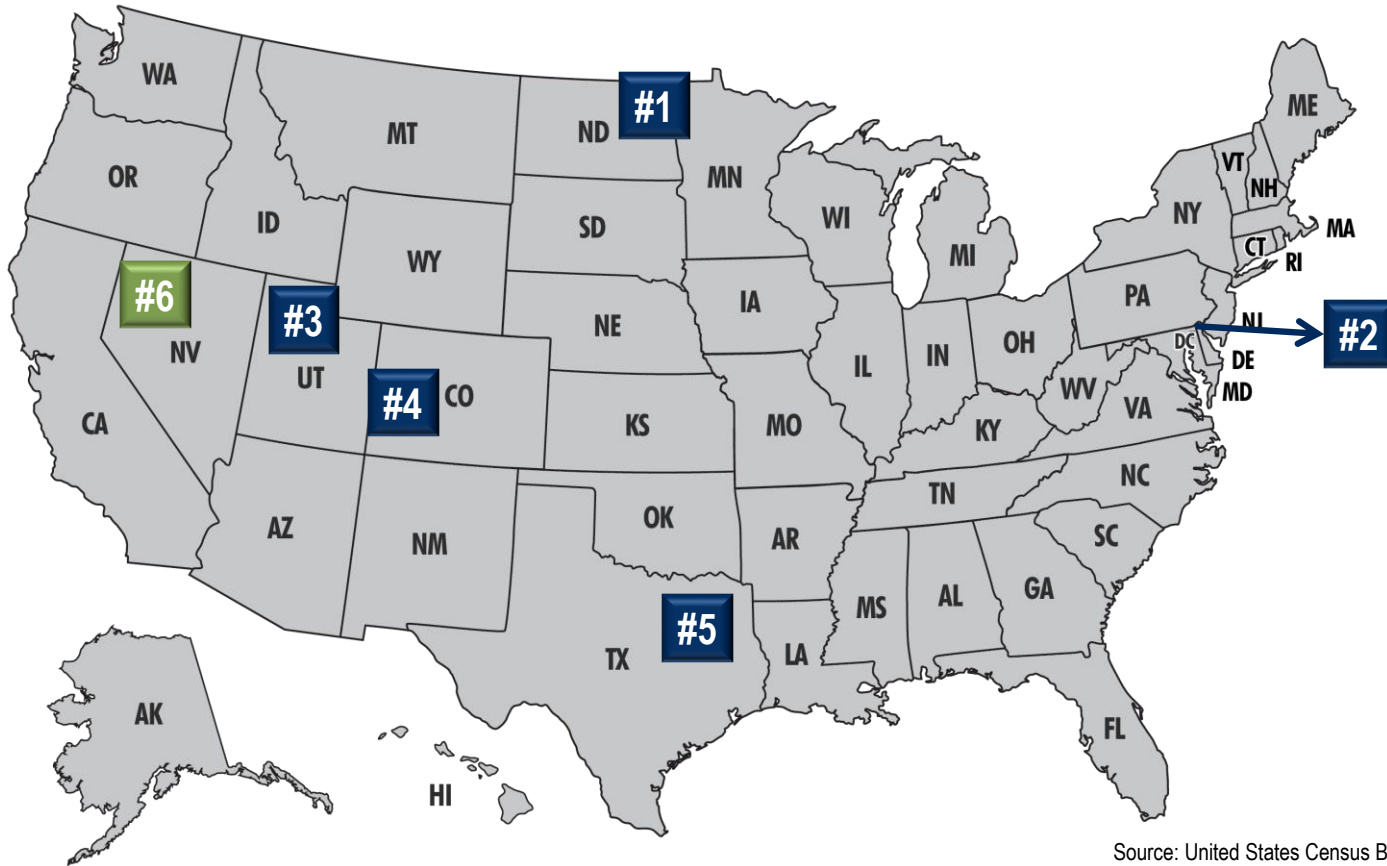 WA
MT
ND
#1
MN
ME
VT
NH
OR
ID
SD
WI
NY
MA
WY
MI
CT
RI
#6
#3
IA
PA
NJ
#2
NE
NV
UT
#4
CO
IL
IN
OH
DC
DE
MD
WV
VA
CA
KS
MO
KY
NC
TN
AZ
NM
OK
AR
SC
MS
AL
GA
#5
TX
LA
AK
FL
HI
Source: United States Census B